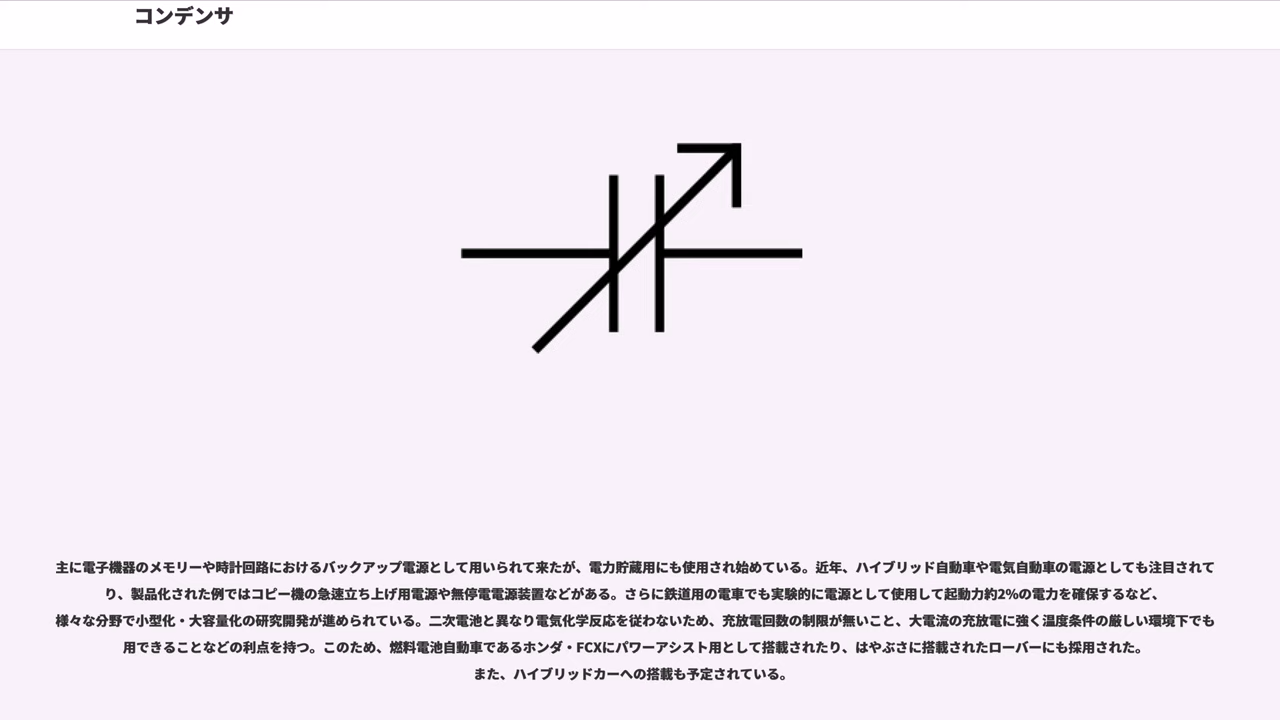 コンデンサ
主に電子機器のメモリーや時計回路におけるバックアップ電源として用いられて来たが、電力貯蔵用にも使用され始めている。近年、ハイブリッド自動車や電気自動車の電源としても注目されて
り、製品化された例ではコピー機の急速立ち上げ用電源や無停電電源装置などがある。さらに鉄道用の電車でも実験的に電源として使用して起動力約2%の電力を確保するなど、
様々な分野で小型化・大容量化の研究開発が進められている。二次電池と異なり電気化学反応を従わないため、充放電回数の制限が無いこと、大電流の充放電に強く温度条件の厳しい環境下でも
用できることなどの利点を持つ。このため、燃料電池自動車であるホンダ・FCXにパワーアシスト用として搭載されたり、はやぶさに搭載されたローバーにも採用された。
また、ハイブリッドカーへの搭載も予定されている。